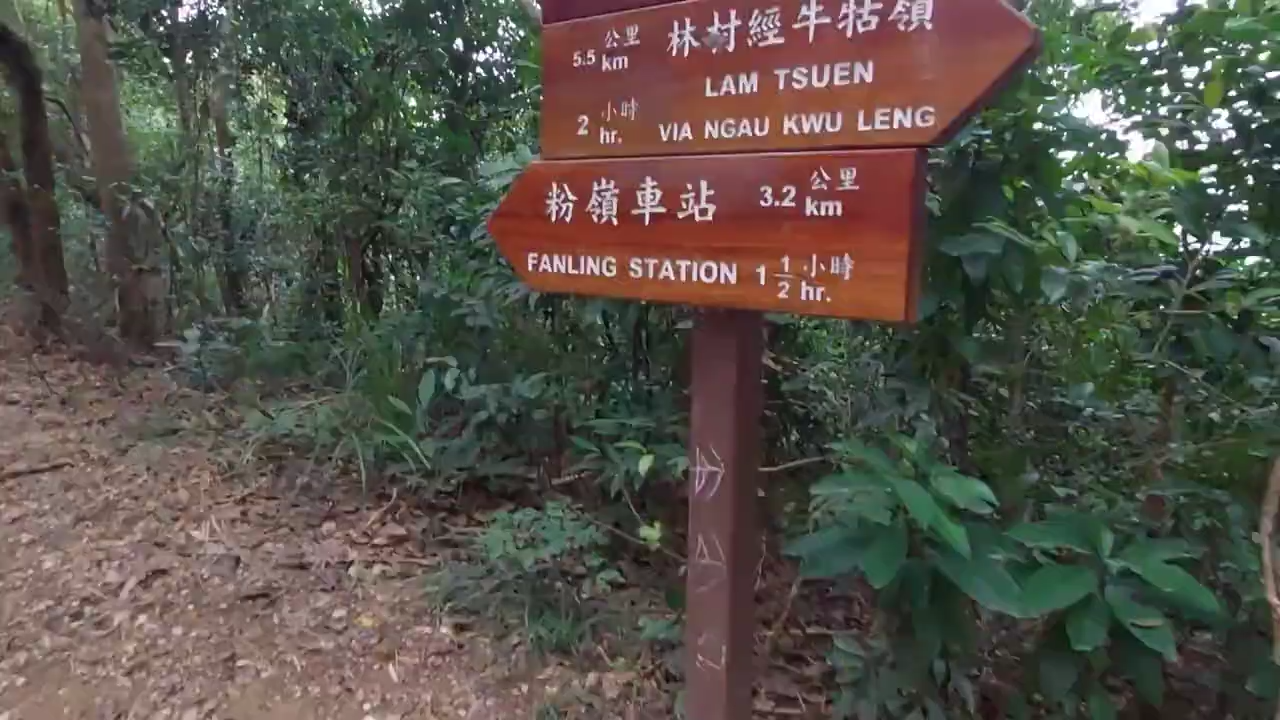 林村經牛牯嶺
5.5 公里 km
LAM TSUEN
2 小時 hr.
VIA NGAU KWU LENG
粉嶺車站 3.2 公里 km
FANLING STATION 1 1/2 小時 hr.